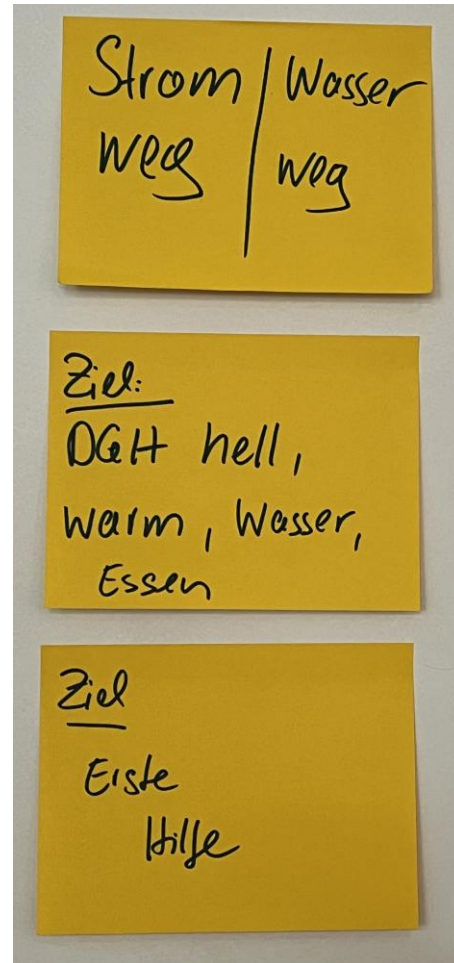 Strom / Wasser
weg / weg
Ziel:
DGH hell,
warm, Wasser,
Essen
Ziel
Erste
Hilfe